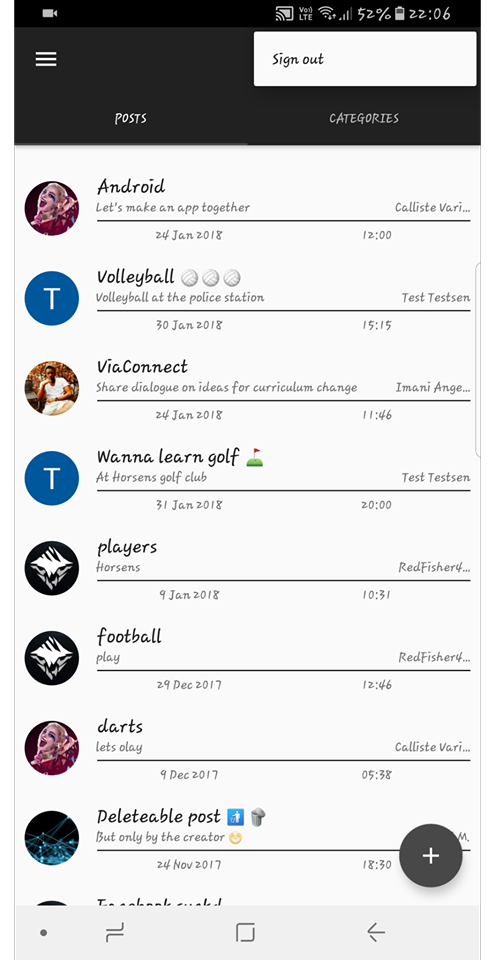 VoLTE 52% 22:06
Sign out
POSTS CATEGORIES
Android
Let's make an app together Calliste Vari...
24 Jan 2018 12:00
T
Volleyball
Volleyball at the police station Test Testsen
30 Jan 2018 15:15
ViaConnect
Share dialogue on ideas for curriculum change Imani Ange...
24 Jan 2018 11:46
T
Wanna learn golf
At Horsens golf club Test Testsen
31 Jan 2018 20:00
players
Horsens RedFisher4...
9 Jan 2018 10:31
football
play RedFisher4...
29 Dec 2017 12:46
darts
lets olay Calliste Vari...
9 Dec 2017 05:38
Deleteable post
But only by the creator M.
24 Nov 2017 18:30